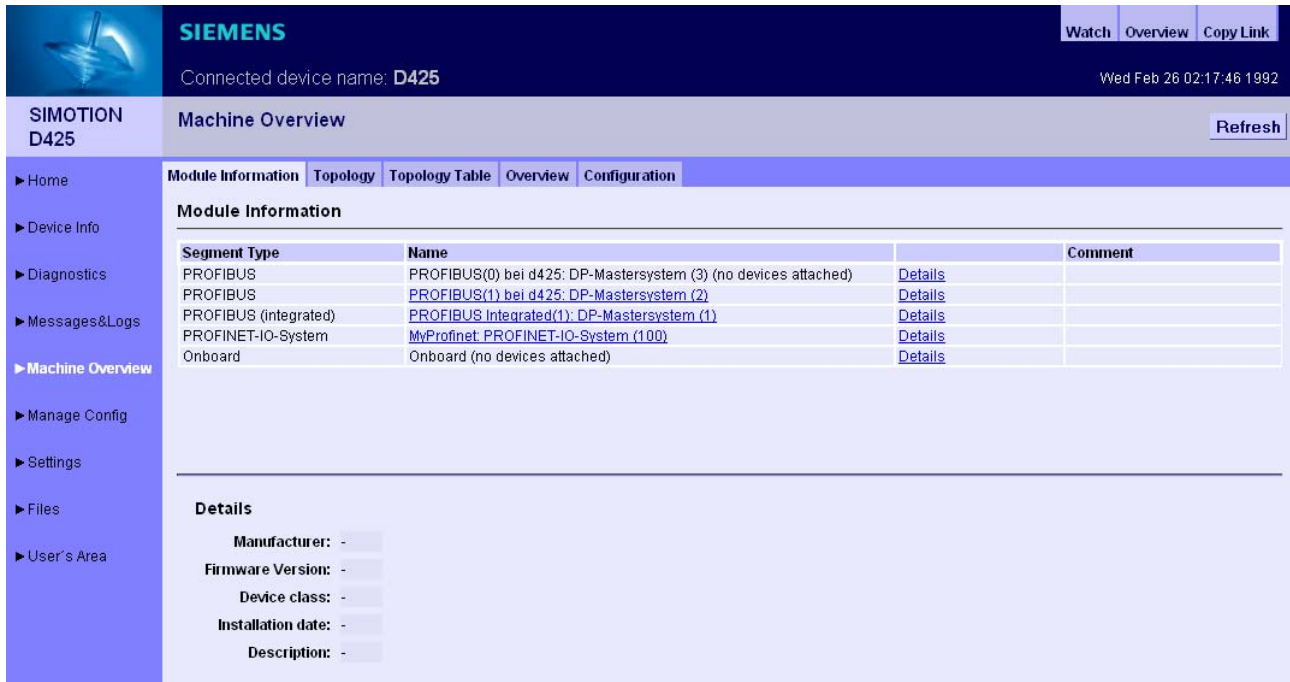 SIEMENS
Watch Overview Copy Link
Connected device name: D425
Wed Feb 26 02:17:46 1992
SIMOTION
D425
Machine Overview
Refresh
►Home
►Device Info
►Diagnostics
►Messages&Logs
►Machine Overview
►Manage Config
►Settings
►Files
►User´s Area
Module Information Topology Topology Table Overview Configuration
Module Information
Segment Type Name Comment
PROFIBUS PROFIBUS(0) bei d425: DP-Mastersystem (3) (no devices attached) Details
PROFIBUS PROFIBUS(1) bei d425: DP-Mastersystem (2) Details
PROFIBUS (integrated) PROFIBUS Integrated(1): DP-Mastersystem (1) Details
PROFINET-IO-System MyProfinet: PROFINET-IO-System (100) Details
Onboard Onboard (no devices attached) Details
Details
Manufacturer: -
Firmware Version: -
Device class: -
Installation date: -
Description: -